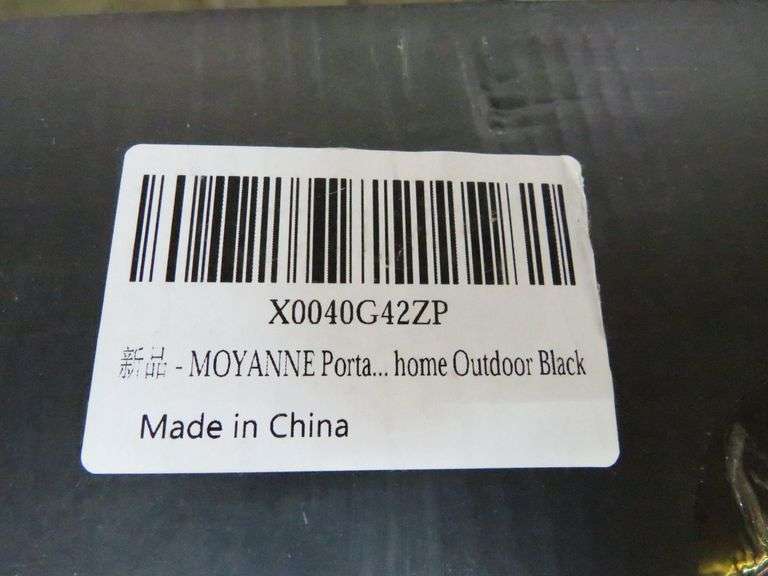 X0040G42ZP
新品 - MOYANNE Porta... home Outdoor Black
Made in China